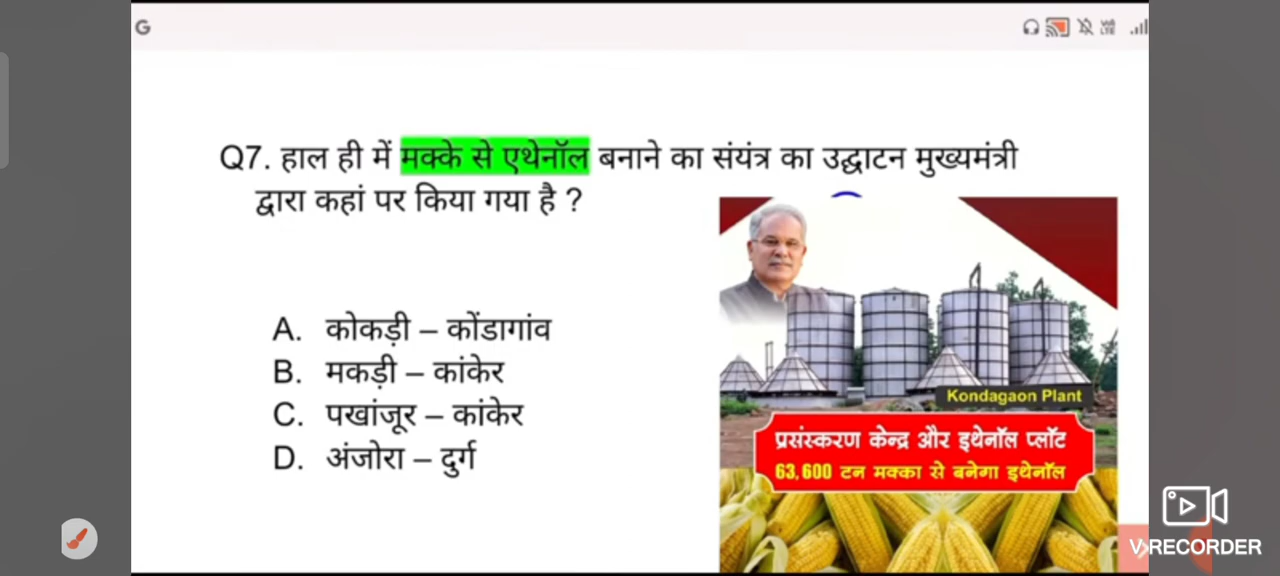 G
Q7. हाल ही में मक्के से एथेनॉल बनाने का संयंत्र का उद्घाटन मुख्यमंत्री
द्वारा कहां पर किया गया है ?
A. कोकड़ी – कोंडागांव
B. मकड़ी – कांकेर
C. पखांजूर – कांकेर
D. अंजोरा – दुर्ग
Kondagaon Plant
प्रसंस्करण केन्द्र और इथेनॉल प्लॉट
63,600 टन मक्का से बनेगा इथेनॉल
VRECORDER